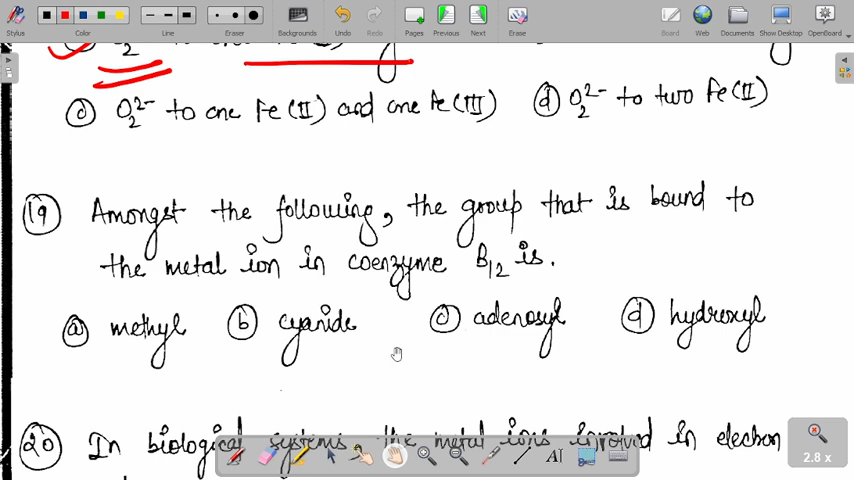 Stylus
Color
Line
Eraser
Backgrounds
Undo
Redo
Pages
Previous
Next
Erase
Board
Web
Documents
Show Desktop
OpenBoard
ⓒ O₂²⁻ to one Fe(II) and one Fe(III) ⓓ O₂²⁻ to two Fe(II)
⑲ Amongst the following, the group that is bound to
the metal ion in coenzyme B₁₂ is.
ⓐ methyl ⓑ cyanide ⓒ adenosyl ⓓ hydroxyl
⑳ In biological systems the metal ions involved in electron
2.8 x